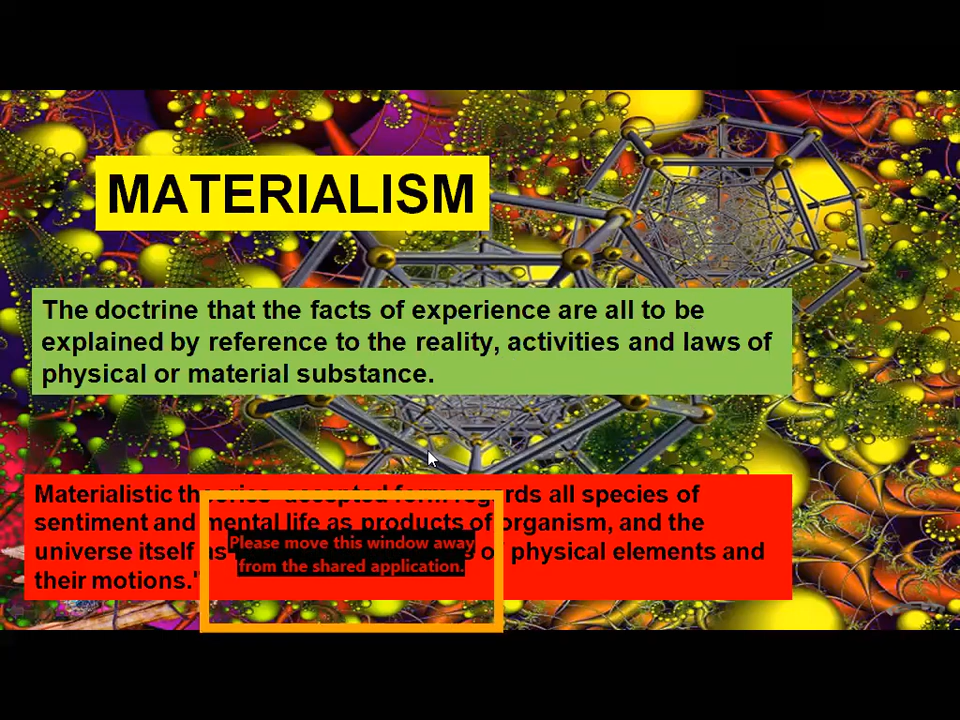 MATERIALISM
The doctrine that the facts of experience are all to be
explained by reference to the reality, activities and laws of
physical or material substance.
Materialistic theories accepted form regards all species of
sentiment and mental life as products of organism, and the
universe itself as of physical elements and
their motions."
Please move this window away
from the shared application.